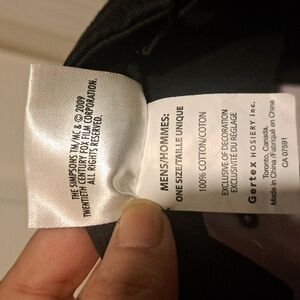 THE SIMPSONS TM/MC, & © 2009
TWENTIETH CENTURY FOX FILM CORPORATION.
ALL RIGHTS RESERVED.
MENS/HOMMES:
ONE SIZE/TAILLE UNIQUE
100% COTTON/COTON
EXCLUSIVE OF DECORATION
EXCLUSIVITE DU RÉGLAGE
Gertex HOSIERY Inc.
Toronto, Canada,
Made in China /Fabriqué en Chine
CA 07591